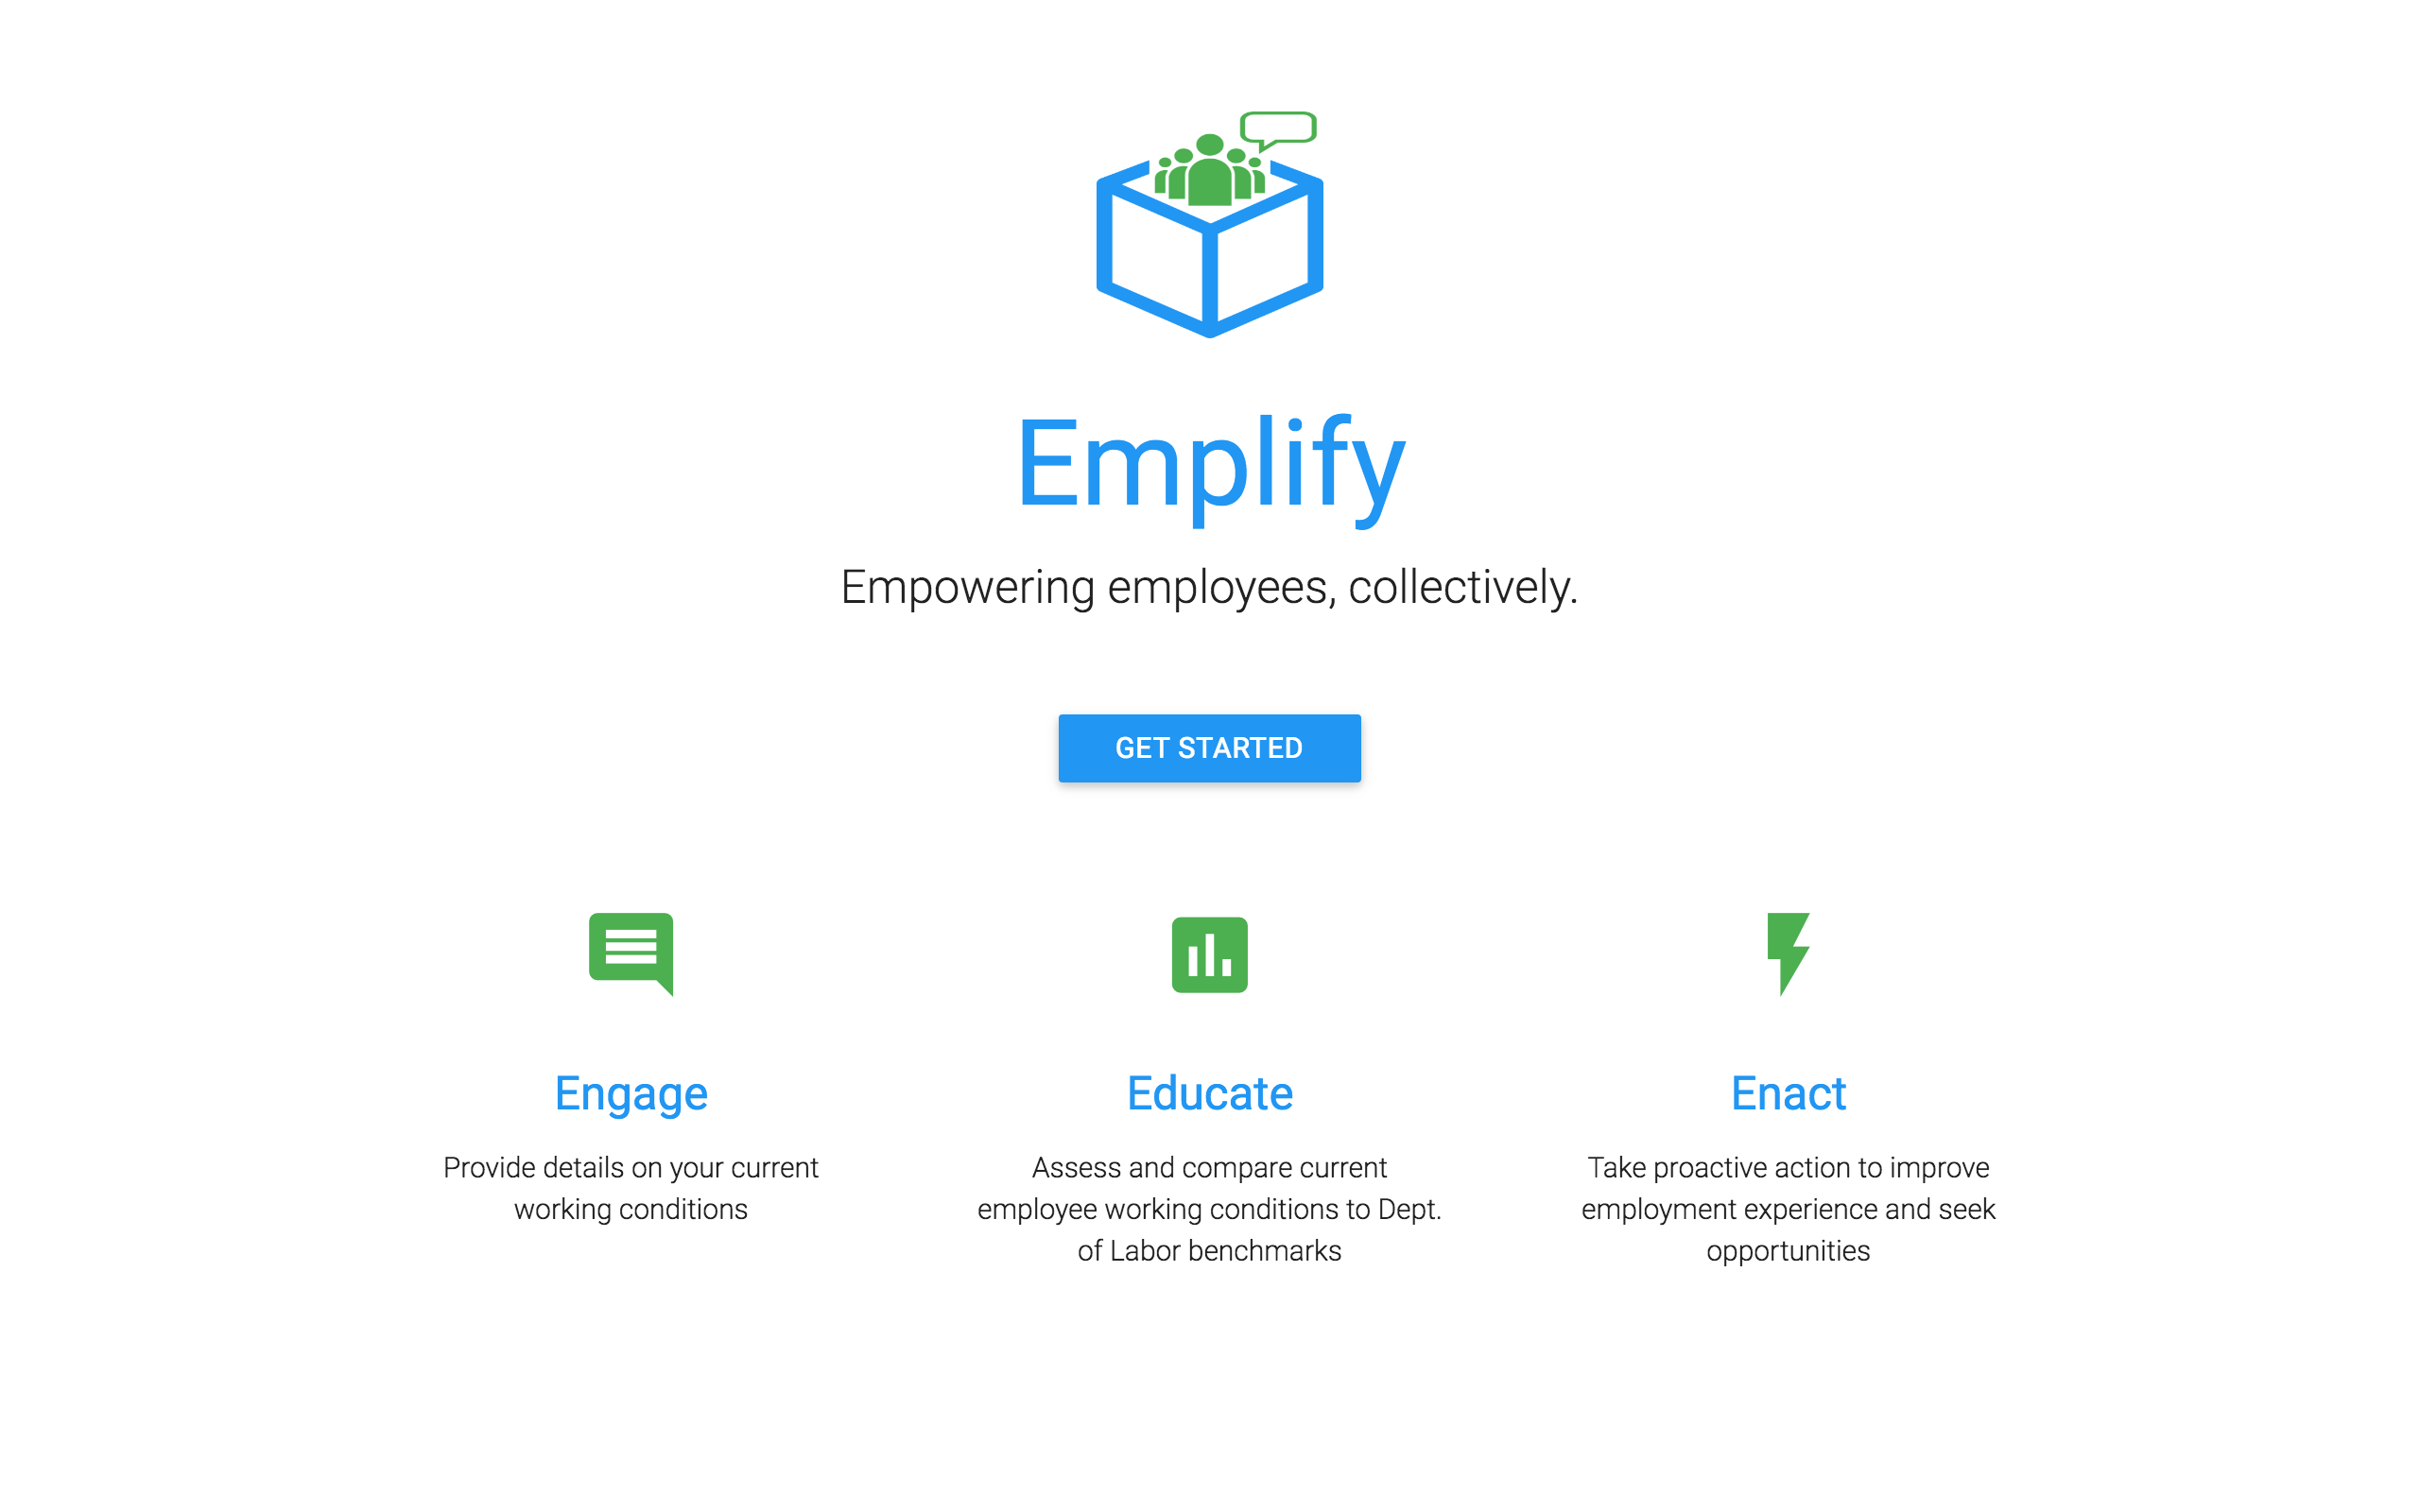 Emplify
Empowering employees, collectively.
GET STARTED
Engage
Provide details on your current
working conditions
Educate
Assess and compare current
employee working conditions to Dept.
of Labor benchmarks
Enact
Take proactive action to improve
employment experience and seek
opportunities